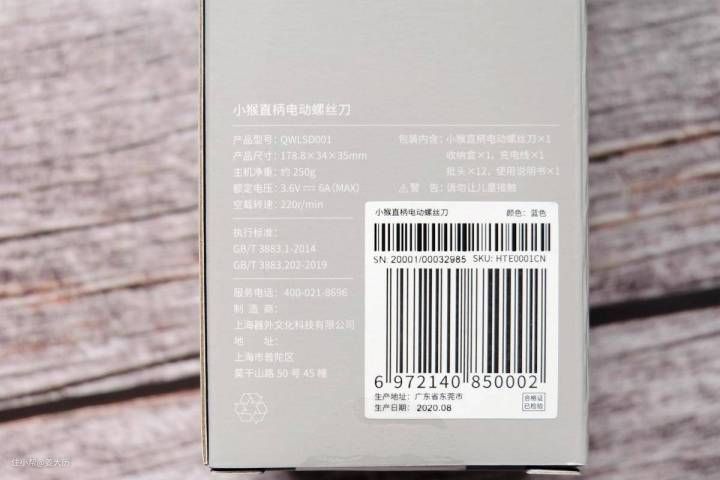 小猴直柄电动螺丝刀
产品型号：QWLSD001
产品尺寸：178.8×34×35mm
主机净重：约 250g
额定电压：3.6V⎓ 6A(MAX)
空载转速：220r/min
包装内含：小猴直柄电动螺丝刀×1
收纳盒×1，充电线×1
批头×12，使用说明书×1
⚠警 告：请勿让儿童接触
执行标准：
GB/T 3883.1-2014
GB/T 3883.202-2019
服务电话：400-021-8696
制 造 商：
上海器外文化科技有限公司
地 址：
上海市普陀区
莫干山路 50 号 45 幢
小猴直柄电动螺丝刀 颜色：蓝色
SN: 20001/00032985 SKU: HTE0001CN
6 972140 850002
生产地址：广东省东莞市
生产日期：2020.08
合格证
已检验
住小帮@姜大历